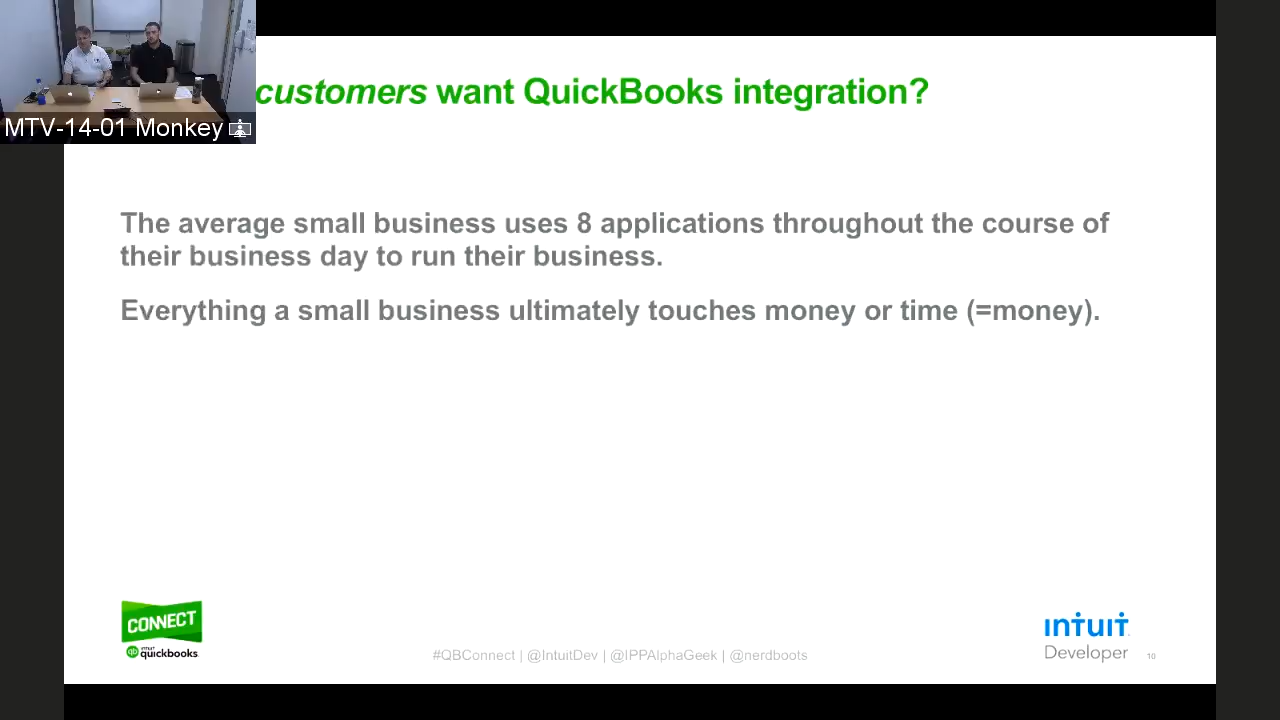 customers want QuickBooks integration?
MTV-14-01 Monkey
The average small business uses 8 applications throughout the course of
their business day to run their business.
Everything a small business ultimately touches money or time (=money).
CONNECT
qb intuit
quickbooks
#QBConnect | @IntuitDev | @IPPAlphaGeek | @nerdboots
intuit
Developer
10